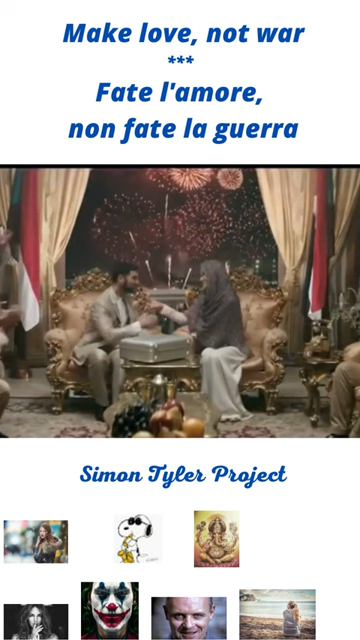 Make love, not war
***
Fate l'amore,
non fate la guerra
Simon Tyler Project